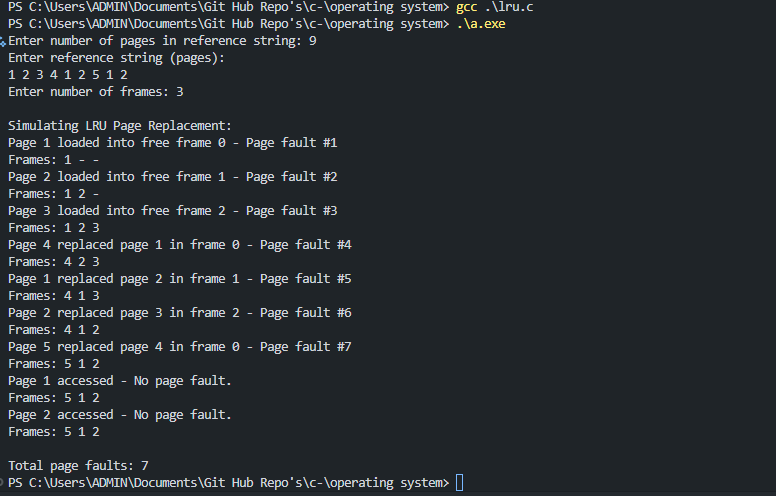 PS C:\Users\ADMIN\Documents\Git Hub Repo's\c-\operating system> gcc .\lru.c
PS C:\Users\ADMIN\Documents\Git Hub Repo's\c-\operating system> .\a.exe
Enter number of pages in reference string: 9
Enter reference string (pages):
1 2 3 4 1 2 5 1 2
Enter number of frames: 3

Simulating LRU Page Replacement:
Page 1 loaded into free frame 0 - Page fault #1
Frames: 1 - -
Page 2 loaded into free frame 1 - Page fault #2
Frames: 1 2 -
Page 3 loaded into free frame 2 - Page fault #3
Frames: 1 2 3
Page 4 replaced page 1 in frame 0 - Page fault #4
Frames: 4 2 3
Page 1 replaced page 2 in frame 1 - Page fault #5
Frames: 4 1 3
Page 2 replaced page 3 in frame 2 - Page fault #6
Frames: 4 1 2
Page 5 replaced page 4 in frame 0 - Page fault #7
Frames: 5 1 2
Page 1 accessed - No page fault.
Frames: 5 1 2
Page 2 accessed - No page fault.
Frames: 5 1 2

Total page faults: 7
PS C:\Users\ADMIN\Documents\Git Hub Repo's\c-\operating system>